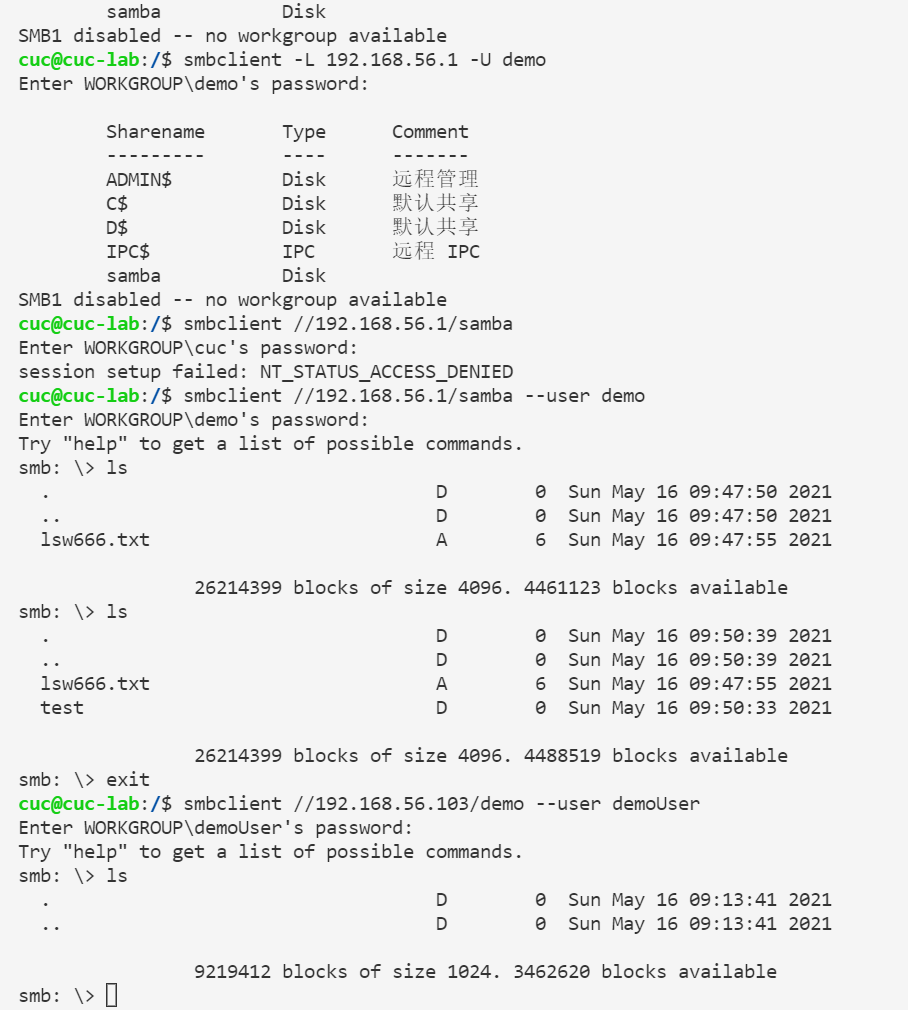 samba           Disk
SMB1 disabled -- no workgroup available
cuc@cuc-lab:/$ smbclient -L 192.168.56.1 -U demo
Enter WORKGROUP\demo's password:
        Sharename       Type      Comment
        ---------       ----      -------
        ADMIN$          Disk      远程管理
        C$              Disk      默认共享
        D$              Disk      默认共享
        IPC$            IPC       远程 IPC
        samba           Disk
SMB1 disabled -- no workgroup available
cuc@cuc-lab:/$ smbclient //192.168.56.1/samba
Enter WORKGROUP\cuc's password:
session setup failed: NT_STATUS_ACCESS_DENIED
cuc@cuc-lab:/$ smbclient //192.168.56.1/samba --user demo
Enter WORKGROUP\demo's password:
Try "help" to get a list of possible commands.
smb: \> ls
  .                                   D        0  Sun May 16 09:47:50 2021
  ..                                  D        0  Sun May 16 09:47:50 2021
  lsw666.txt                          A        6  Sun May 16 09:47:55 2021
                26214399 blocks of size 4096. 4461123 blocks available
smb: \> ls
  .                                   D        0  Sun May 16 09:50:39 2021
  ..                                  D        0  Sun May 16 09:50:39 2021
  lsw666.txt                          A        6  Sun May 16 09:47:55 2021
  test                                D        0  Sun May 16 09:50:33 2021
                26214399 blocks of size 4096. 4488519 blocks available
smb: \> exit
cuc@cuc-lab:/$ smbclient //192.168.56.103/demo --user demoUser
Enter WORKGROUP\demoUser's password:
Try "help" to get a list of possible commands.
smb: \> ls
  .                                   D        0  Sun May 16 09:13:41 2021
  ..                                  D        0  Sun May 16 09:13:41 2021
                9219412 blocks of size 1024. 3462620 blocks available
smb: \>